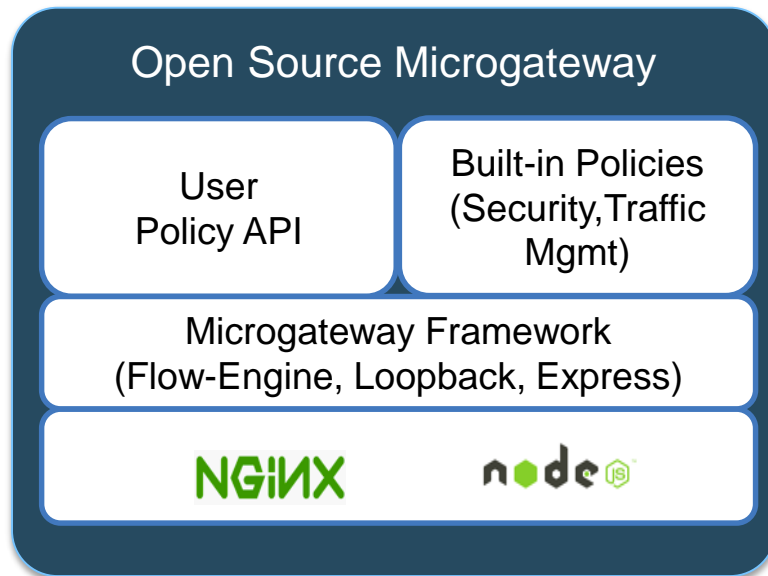 Open Source Microgateway
User
Policy API
Built-in Policies
(Security,Traffic
Mgmt)
Microgateway Framework
(Flow-Engine, Loopback, Express)
NGiNX
node JS™